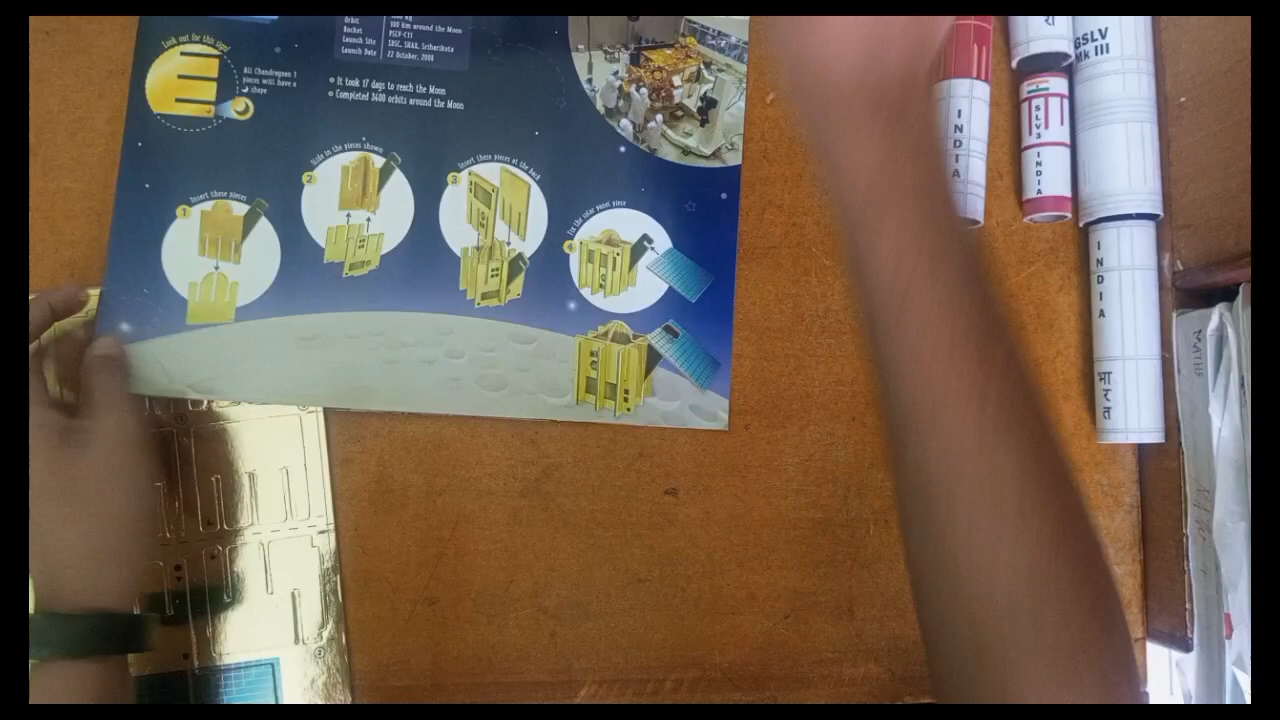 Orbit
100 km around the Moon
Rocket
PSLV-C11
Launch Site
SDSC, SHAR, Sriharikota
Launch Date
22 October, 2008
It took 17 days to reach the Moon
Completed 3400 orbits around the Moon
Look out for this sign!
All Chandrayaan 1
pieces will have a
shape
1
Insert these pieces
2
Slide in the pieces shown
3
Insert these pieces at the back
4
Fix the solar panel piece
INDIA
रा
SLV3
INDIA
GSLV
Mk III
INDIA
भारत
MATHS